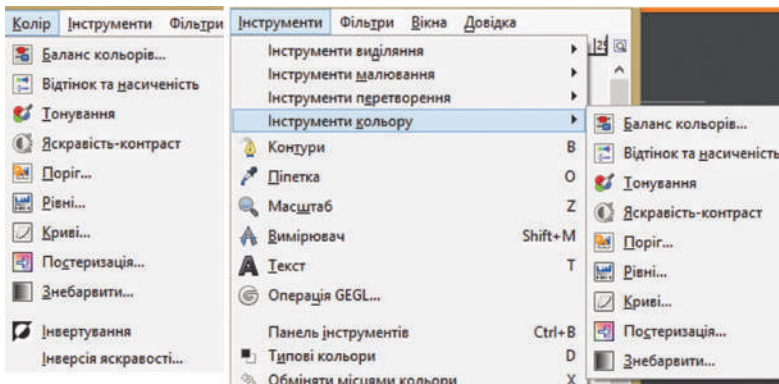 Колір Інструменти Фільтри
Баланс кольорів...
Відтінок та насиченість
Тонування
Яскравість-контраст
Поріг...
Рівні...
Криві...
Постеризація...
Знебарвити...
Інвертування
Інверсія яскравості...
Інструменти Фільтри Вікна Довідка
Інструменти виділяння
Інструменти малювання
Інструменти перетворення
Інструменти кольору
Контури B
Піпетка O
Масштаб Z
Вимірювач Shift+M
Текст T
Операція GEGL...
Панель інструментів Ctrl+B
Типові кольори D
Обміняти місцями кольори X
Баланс кольорів...
Відтінок та насиченість
Тонування
Яскравість-контраст
Поріг...
Рівні...
Криві...
Постеризація...
Знебарвити...